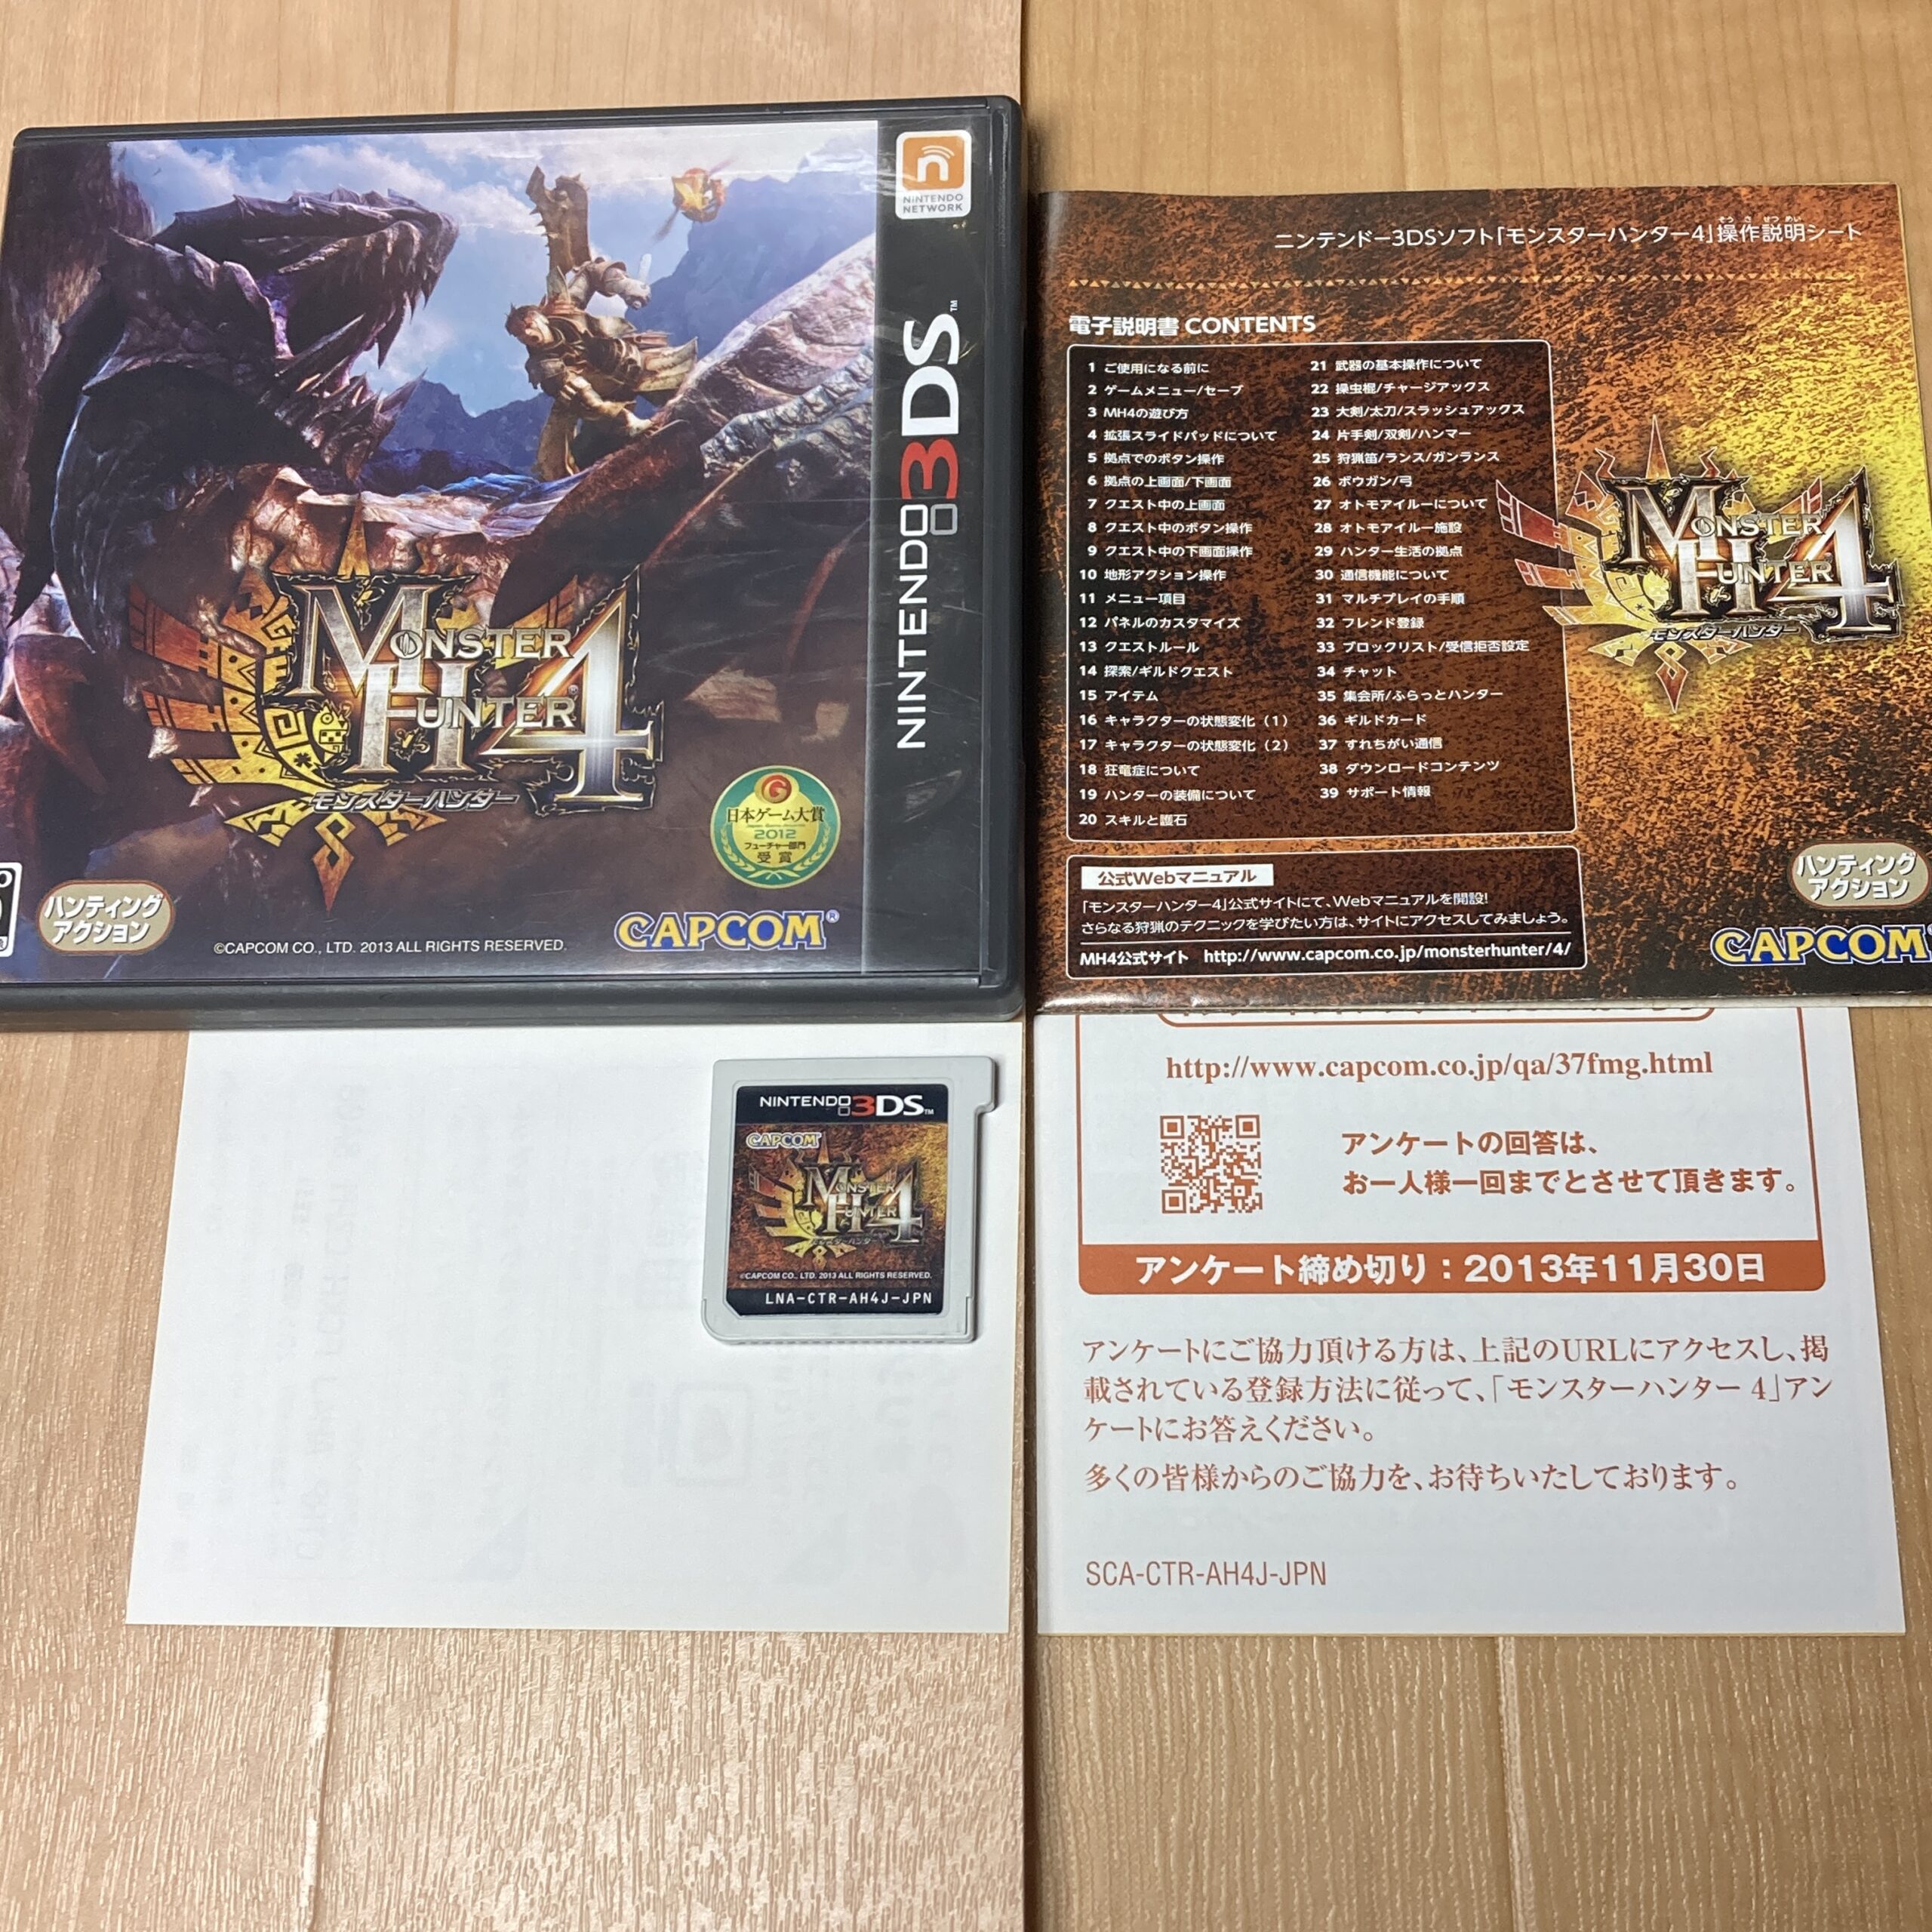 NINTENDO NETWORK
NINTENDO 3DS™
MONSTER HUNTER 4
モンスターハンター
日本ゲーム大賞
2012
フューチャー部門
受賞
ハンティング
アクション
©CAPCOM CO., LTD. 2013 ALL RIGHTS RESERVED.
CAPCOM®
ニンテンドー3DSソフト「モンスターハンター4」操作説明シート
そう さ せつ めい
電子説明書 CONTENTS
1 ご使用になる前に
2 ゲームメニュー/セーブ
3 MH4の遊び方
4 拡張スライドパッドについて
5 拠点でのボタン操作
6 拠点の上画面/下画面
7 クエスト中の上画面
8 クエスト中のボタン操作
9 クエスト中の下画面操作
10 地形アクション操作
11 メニュー項目
12 パネルのカスタマイズ
13 クエストルール
14 探索/ギルドクエスト
15 アイテム
16 キャラクターの状態変化（1）
17 キャラクターの状態変化（2）
18 狂竜症について
19 ハンターの装備について
20 スキルと護石
21 武器の基本操作について
22 操虫棍/チャージアックス
23 大剣/太刀/スラッシュアックス
24 片手剣/双剣/ハンマー
25 狩猟笛/ランス/ガンランス
26 ボウガン/弓
27 オトモアイルーについて
28 オトモアイルー施設
29 ハンター生活の拠点
30 通信機能について
31 マルチプレイの手順
32 フレンド登録
33 ブロックリスト/受信拒否設定
34 チャット
35 集会所/ふらっとハンター
36 ギルドカード
37 すれちがい通信
38 ダウンロードコンテンツ
39 サポート情報
MONSTER HUNTER 4
モンスターハンター
公式Webマニュアル
「モンスターハンター4」公式サイトにて、Webマニュアルを開設!
さらなる狩猟のテクニックを学びたい方は、サイトにアクセスしてみましょう。
MH4公式サイト http://www.capcom.co.jp/monsterhunter/4/
ハンティング
アクション
CAPCOM
NINTENDO 3DS™
CAPCOM
MONSTER HUNTER 4
モンスターハンター
©CAPCOM CO., LTD. 2013 ALL RIGHTS RESERVED.
LNA-CTR-AH4J-JPN
http://www.capcom.co.jp/qa/37fmg.html
アンケートの回答は、
お一人様一回までとさせて頂きます。
アンケート締め切り：2013年11月30日
アンケートにご協力頂ける方は、上記のURLにアクセスし、掲
載されている登録方法に従って、「モンスターハンター 4」アン
ケートにお答えください。
多くの皆様からのご協力を、お待ちいたしております。
SCA-CTR-AH4J-JPN